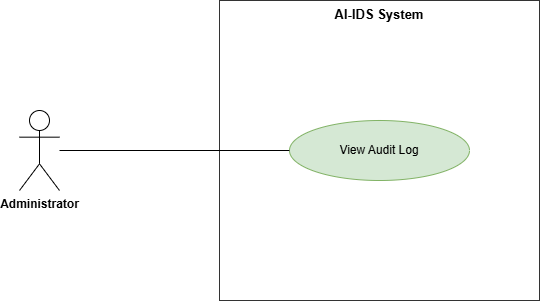 AI-IDS System
View Audit Log
Administrator